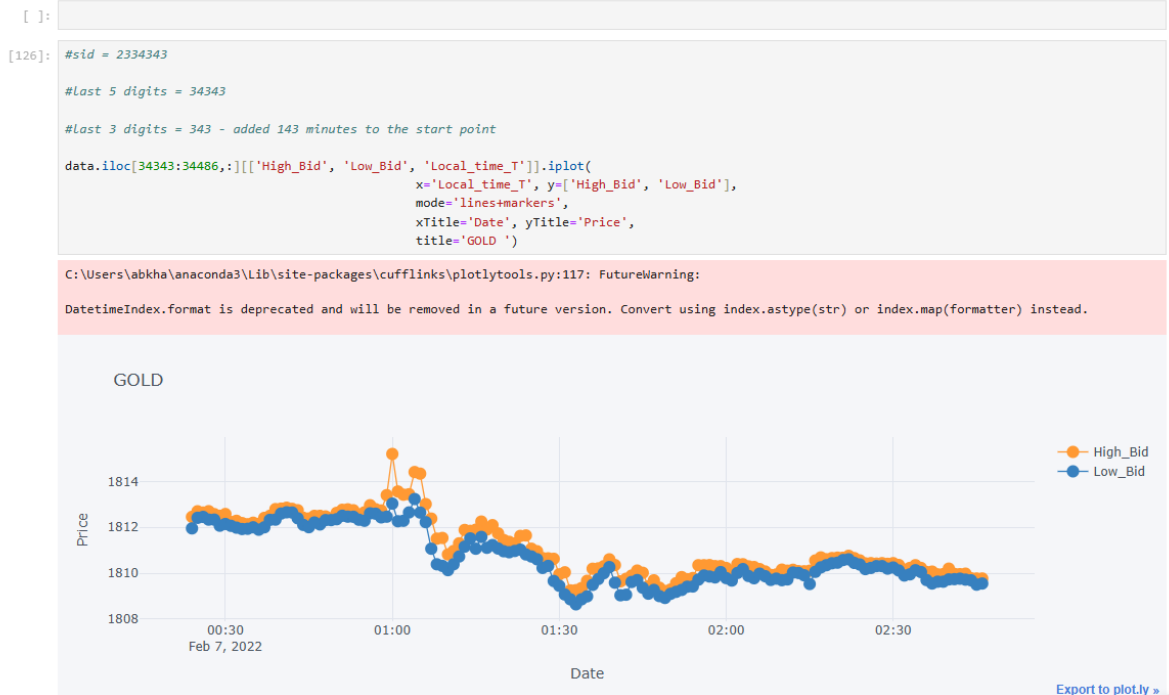 [ ]:
[126]: #sid = 2334343
#last 5 digits = 34343
#last 3 digits = 343 - added 143 minutes to the start point
data.iloc[34343:34486,:][['High_Bid', 'Low_Bid', 'Local_time_T']].iplot(
x='Local_time_T', y=['High_Bid', 'Low_Bid'],
mode='lines+markers',
xTitle='Date', yTitle='Price',
title='GOLD ')
C:\Users\abkha\anaconda3\Lib\site-packages\cufflinks\plotlytools.py:117: FutureWarning:
DatetimeIndex.format is deprecated and will be removed in a future version. Convert using index.astype(str) or index.map(formatter) instead.
GOLD
High_Bid
Low_Bid
1814
1812
1810
1808
Price
00:30 01:00 01:30 02:00 02:30
Feb 7, 2022
Date
Export to plot.ly »